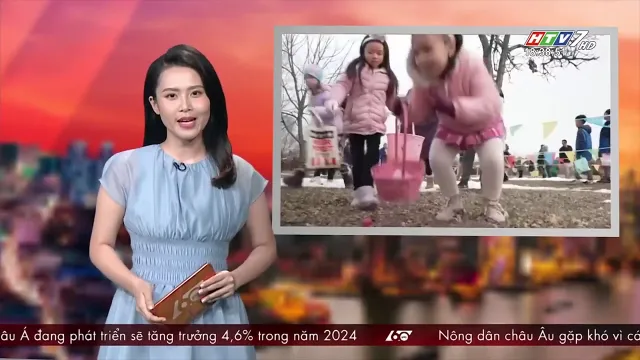 HTV7 HD
âu Á đang phát triển sẽ tăng trưởng 4,6% trong năm 2024
60
Nông dân châu Âu gặp khó vì cá